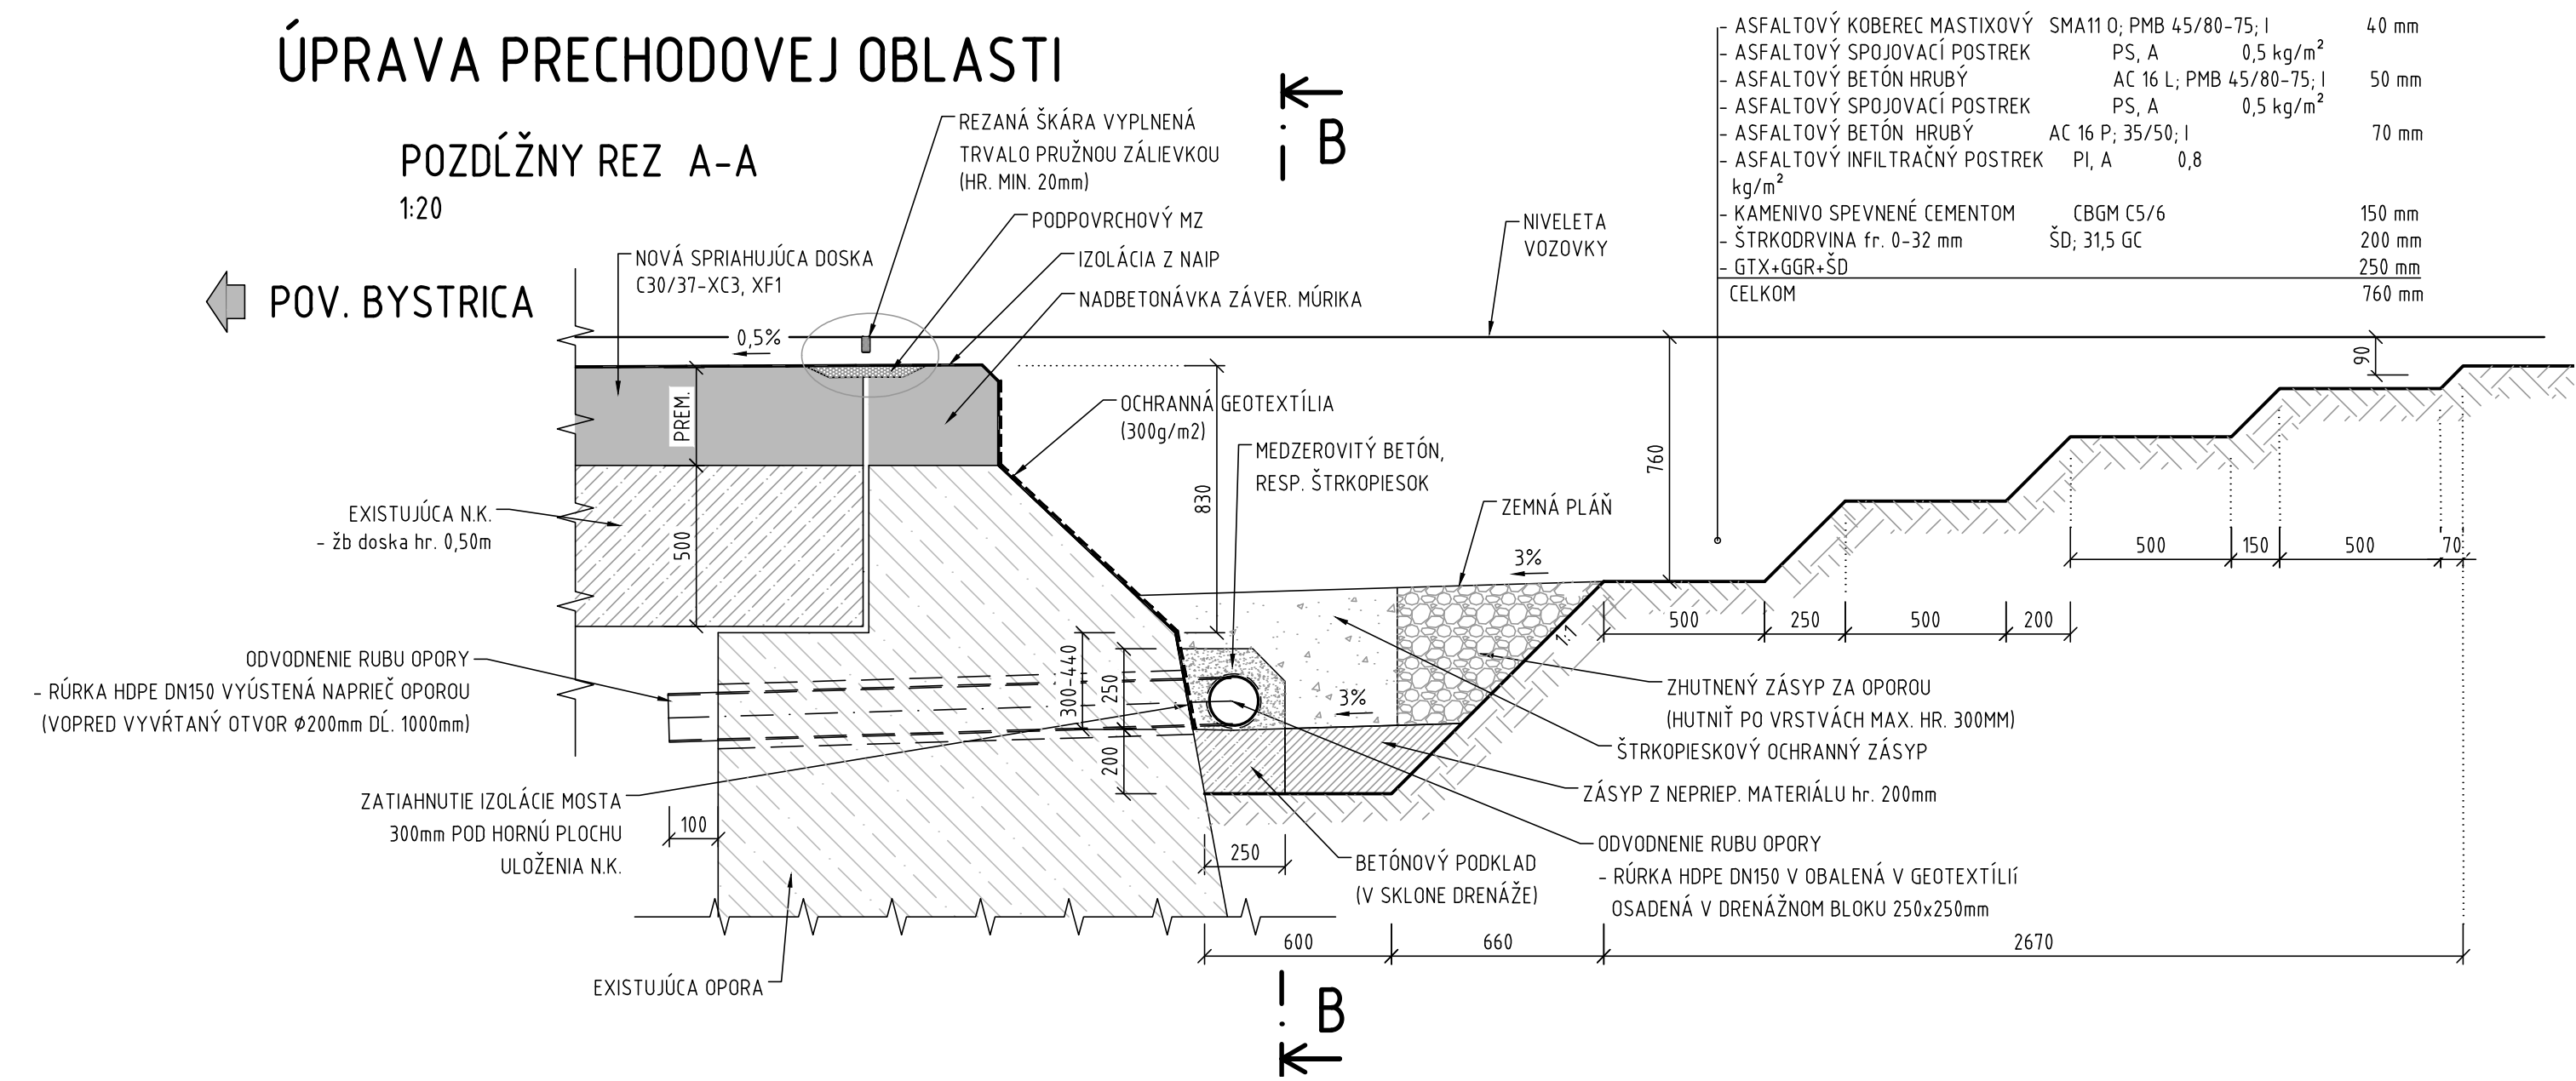 ÚPRAVA PRECHODOVEJ OBLASTI
POZDĹŽNY REZ A-A
1:20
POV. BYSTRICA
B
- ASFALTOVÝ KOBEREC MASTIXOVÝ SMA11 O; PMB 45/80-75; I 40 mm
- ASFALTOVÝ SPOJOVACÍ POSTREK PS, A 0,5 kg/m²
- ASFALTOVÝ BETÓN HRUBÝ AC 16 L; PMB 45/80-75; I 50 mm
- ASFALTOVÝ SPOJOVACÍ POSTREK PS, A 0,5 kg/m²
- ASFALTOVÝ BETÓN HRUBÝ AC 16 P; 35/50; I 70 mm
- ASFALTOVÝ INFILTRAČNÝ POSTREK PI, A 0,8
kg/m²
- KAMENIVO SPEVNENÉ CEMENTOM CBGM C5/6 150 mm
- ŠTRKODRVINA fr. 0-32 mm ŠD; 31,5 GC 200 mm
- GTX+GGR+ŠD 250 mm
CELKOM 760 mm
REZANÁ ŠKÁRA VYPLNENÁ
TRVALO PRUŽNOU ZÁLIEVKOU
(HR. MIN. 20mm)
PODPOVRCHOVÝ MZ
IZOLÁCIA Z NAIP
NADBETONÁVKA ZÁVER. MÚRIKA
NOVÁ SPRIAHUJÚCA DOSKA
C30/37-XC3, XF1
NIVELETA
VOZOVKY
0,5%
90
PREM.
OCHRANNÁ GEOTEXTÍLIA
(300g/m2)
MEDZEROVITÝ BETÓN,
RESP. ŠTRKOPIESOK
830
760
ZEMNÁ PLÁŇ
3%
EXISTUJÚCA N.K.
- žb doska hr. 0,50m
500
500
150
500
70
500
250
500
200
1:1
ODVODNENIE RUBU OPORY
- RÚRKA HDPE DN150 VYÚSTENÁ NAPRIEČ OPOROU
(VOPRED VYVŔTANÝ OTVOR Ø200mm DĹ. 1000mm)
300-440
250
200
3%
ZHUTNENÝ ZÁSYP ZA OPOROU
(HUTNIŤ PO VRSTVÁCH MAX. HR. 300MM)
ŠTRKOPIESKOVÝ OCHRANNÝ ZÁSYP
ZÁSYP Z NEPRIEP. MATERIÁLU hr. 200mm
ZATIAHNUTIE IZOLÁCIE MOSTA
300mm POD HORNÚ PLOCHU
ULOŽENIA N.K.
100
250
BETÓNOVÝ PODKLAD
(V SKLONE DRENÁŽE)
ODVODNENIE RUBU OPORY
- RÚRKA HDPE DN150 V OBALENÁ V GEOTEXTÍLIí
OSADENÁ V DRENÁŽNOM BLOKU 250x250mm
600
660
2670
EXISTUJÚCA OPORA
B